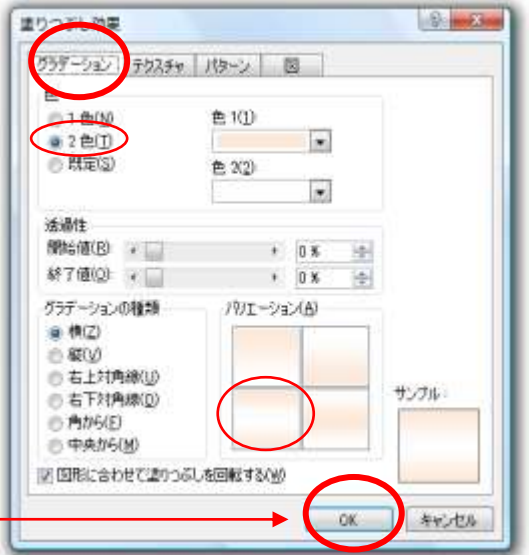 塗りつぶし効果
グラデーション テクスチャ パターン 図
色
1 色(N)
2 色(T)
既定(S)
色 1(1)
色 2(2)
透過性
開始値(R) 0 %
終了値(O) 0 %
グラデーションの種類
横(Z)
縦(V)
右上対角線(U)
右下対角線(D)
角から(F)
中央から(M)
バリエーション(A)
サンプル:
図形に合わせて塗りつぶしを回転する(W)
OK キャンセル